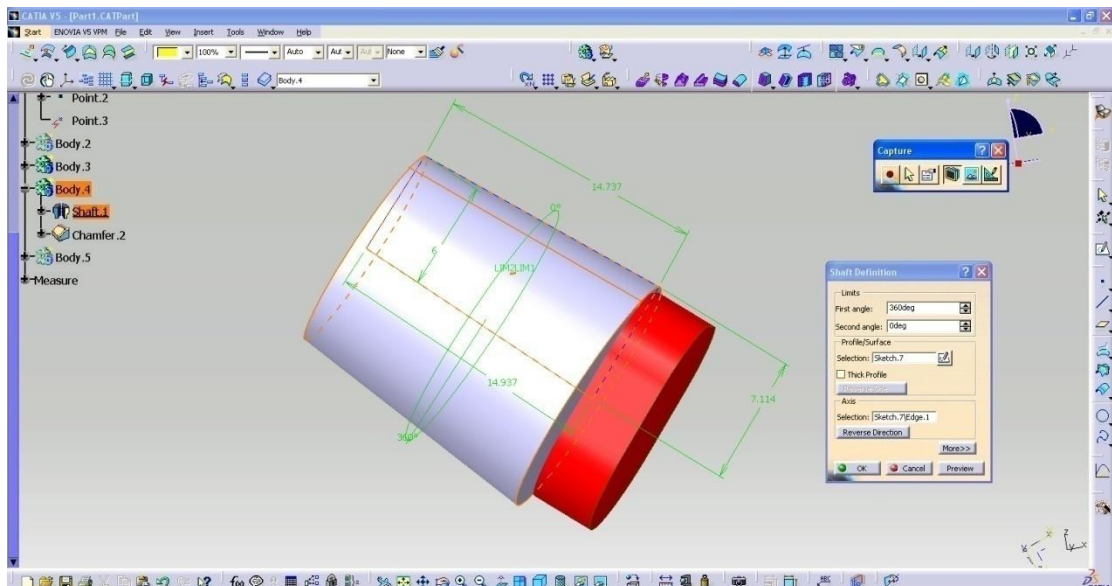 CATIA V5 - [Part1.CATPart]
Start ENOVIA V5 VPM File Edit View Insert Tools Window Help
100% Auto Aut Aut None
Body.4
Point.2
Point.3
Body.2
Body.3
Body.4
Shaft.1
Chamfer.2
Body.5
Measure
14.737
0°
6
LIM2LIM1
14.937
7.114
360°
Capture
Shaft Definition
Limits
First angle: 360deg
Second angle: 0deg
Profile/Surface
Selection: Sketch.7
Thick Profile
Axis
Selection: Sketch.7\Edge.1
Reverse Direction
More>>
OK Cancel Preview